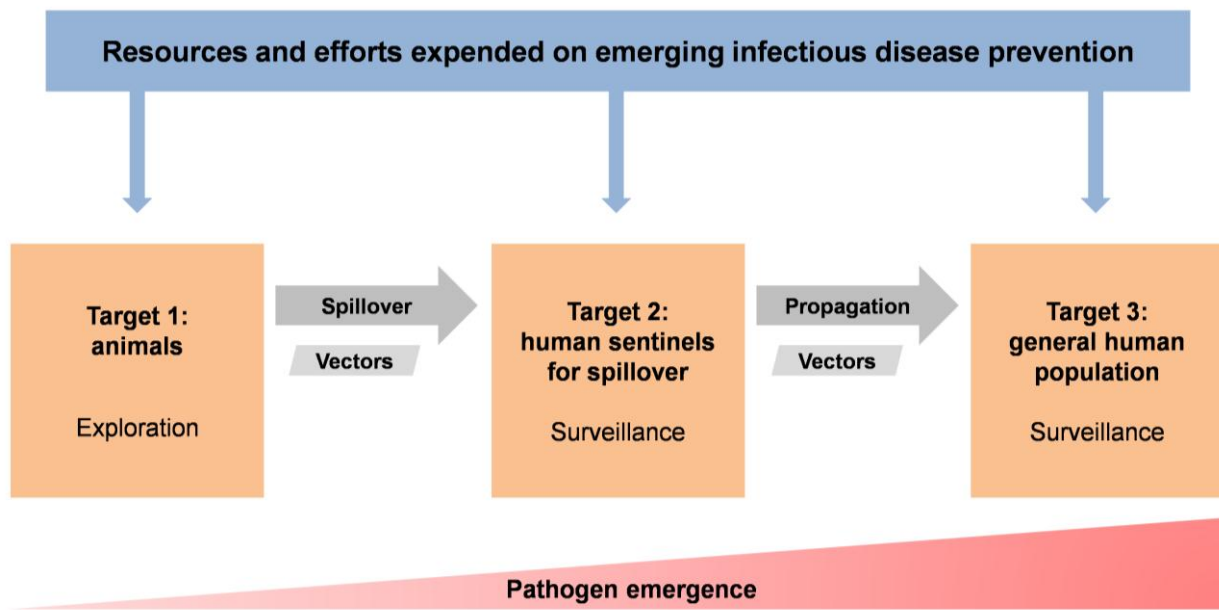 Resources and efforts expended on emerging infectious disease prevention
Target 1:
animals
Exploration
Spillover
Vectors
Target 2:
human sentinels
for spillover
Surveillance
Propagation
Vectors
Target 3:
general human
population
Surveillance
Pathogen emergence